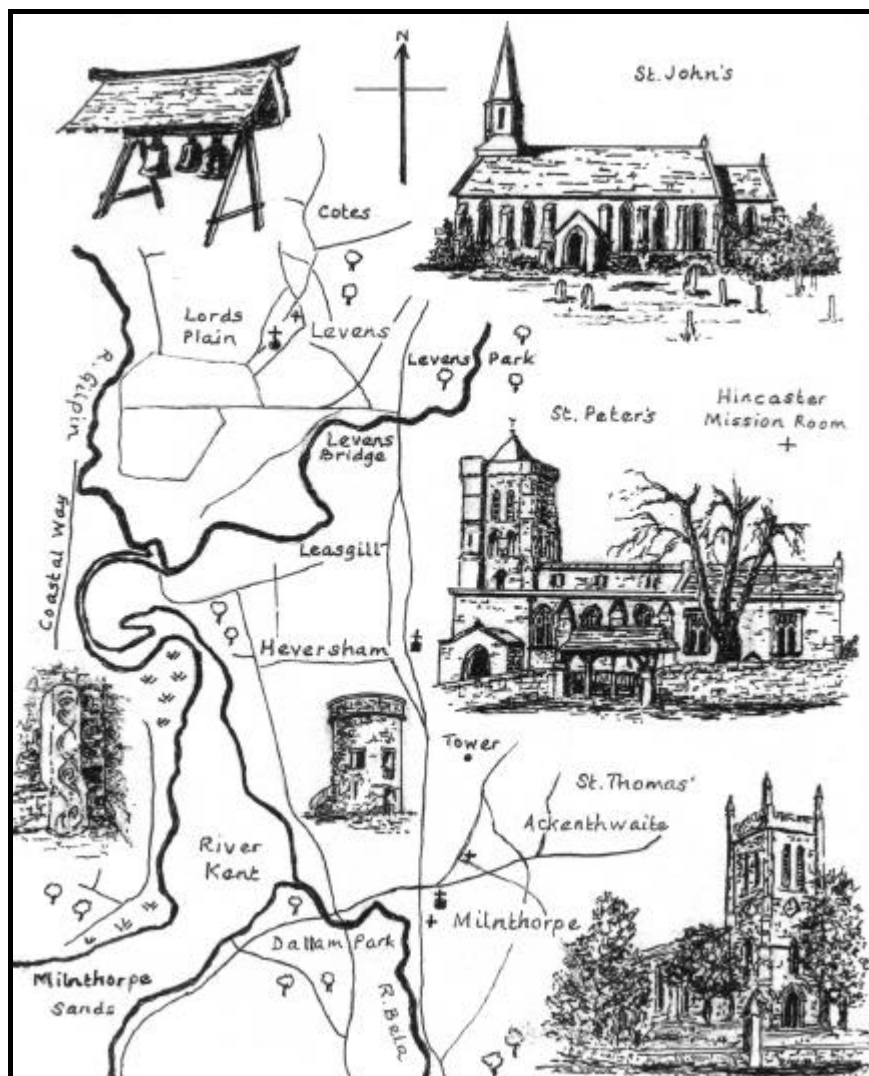 N
St. John's
Cotes
Lords
Plain
Levens
R. Gilpin
Levens Park
St. Peter's
Hincaster
Mission Room
Levens
Bridge
Coastal Way
Leasgill
Heversham
Tower
St. Thomas'
Ackenthwaite
River
Kent
Milnthorpe
Dallam Park
Milnthorpe
Sands
R. Bela